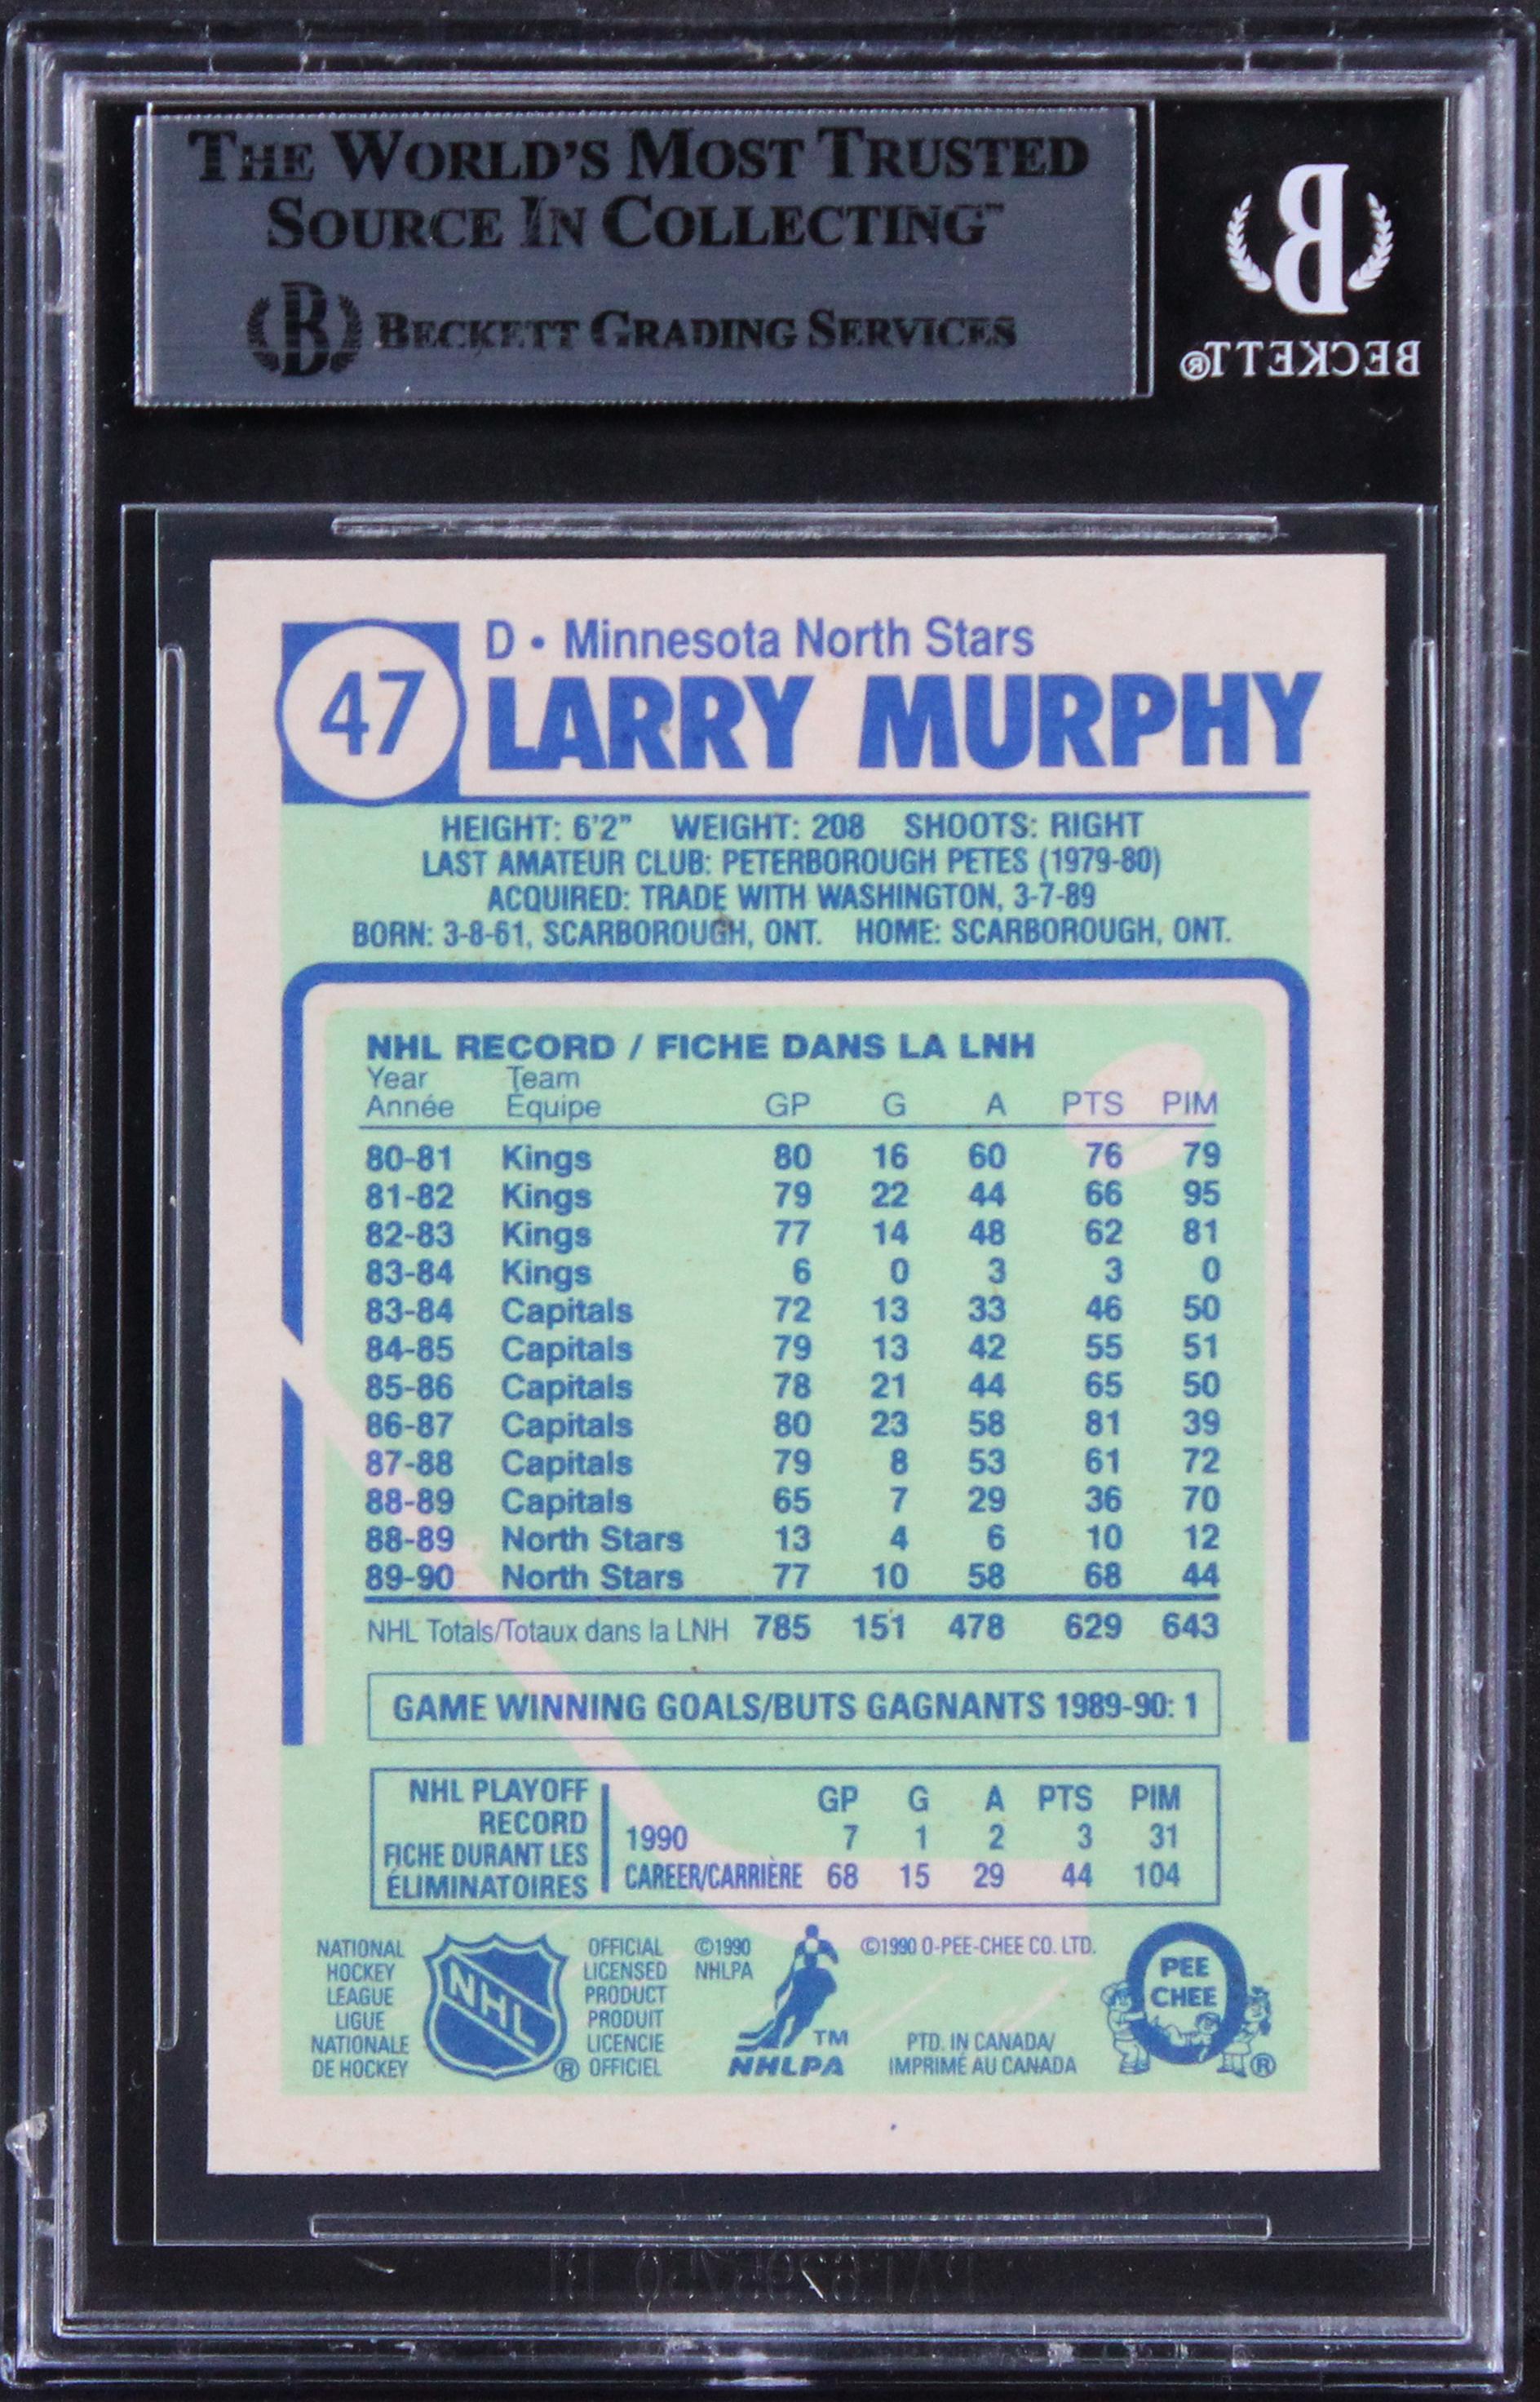 THE WORLD'S MOST TRUSTED
SOURCE IN COLLECTING™
B BECKETT GRADING SERVICES
B
BECKETT®
47
D • Minnesota North Stars
LARRY MURPHY
HEIGHT: 6'2” WEIGHT: 208 SHOOTS: RIGHT
LAST AMATEUR CLUB: PETERBOROUGH PETES (1979-80)
ACQUIRED: TRADE WITH WASHINGTON, 3-7-89
BORN: 3-8-61, SCARBOROUGH, ONT. HOME: SCARBOROUGH, ONT.
NHL RECORD / FICHE DANS LA LNH
Year Team
Année Équipe GP G A PTS PIM
80-81 Kings 80 16 60 76 79
81-82 Kings 79 22 44 66 95
82-83 Kings 77 14 48 62 81
83-84 Kings 6 0 3 3 0
83-84 Capitals 72 13 33 46 50
84-85 Capitals 79 13 42 55 51
85-86 Capitals 78 21 44 65 50
86-87 Capitals 80 23 58 81 39
87-88 Capitals 79 8 53 61 72
88-89 Capitals 65 7 29 36 70
88-89 North Stars 13 4 6 10 12
89-90 North Stars 77 10 58 68 44
NHL Totals/Totaux dans la LNH 785 151 478 629 643
GAME WINNING GOALS/BUTS GAGNANTS 1989-90: 1
NHL PLAYOFF
RECORD
FICHE DURANT LES
ÉLIMINATOIRES
GP G A PTS PIM
1990 7 1 2 3 31
CAREER/CARRIÈRE 68 15 29 44 104
NATIONAL
HOCKEY
LEAGUE
LIGUE
NATIONALE
DE HOCKEY
NHL
®
OFFICIAL
LICENSED
PRODUCT
PRODUIT
LICENCIE
OFFICIEL
©1990
NHLPA
TM
NHLPA
©1990 O-PEE-CHEE CO. LTD.
PTD. IN CANADA/
IMPRIMÉ AU CANADA
PEE
CHEE
®